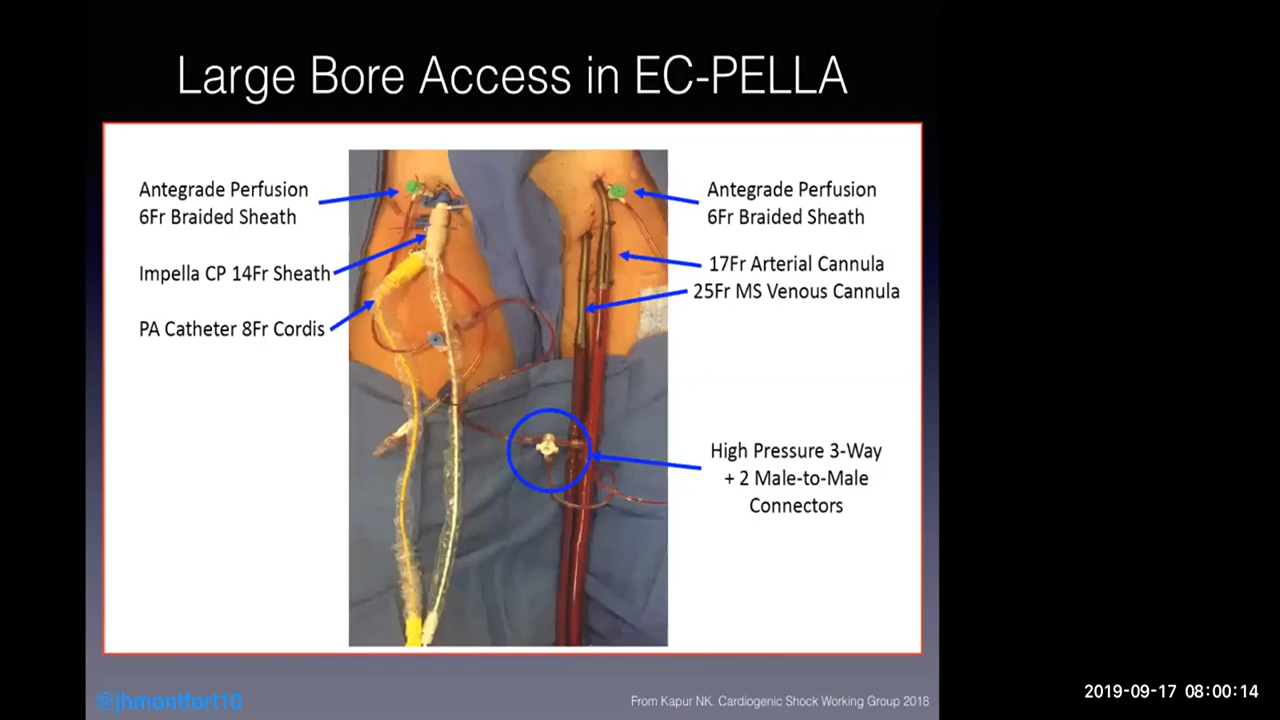 Large Bore Access in EC-PELLA
Antegrade Perfusion
6Fr Braided Sheath
Impella CP 14Fr Sheath
PA Catheter 8Fr Cordis
Antegrade Perfusion
6Fr Braided Sheath
17Fr Arterial Cannula
25Fr MS Venous Cannula
High Pressure 3-Way
+ 2 Male-to-Male
Connectors
@jhmontfort10
From Kapur NK. Cardiogenic Shock Working Group 2018
2019-09-17 08:00:14